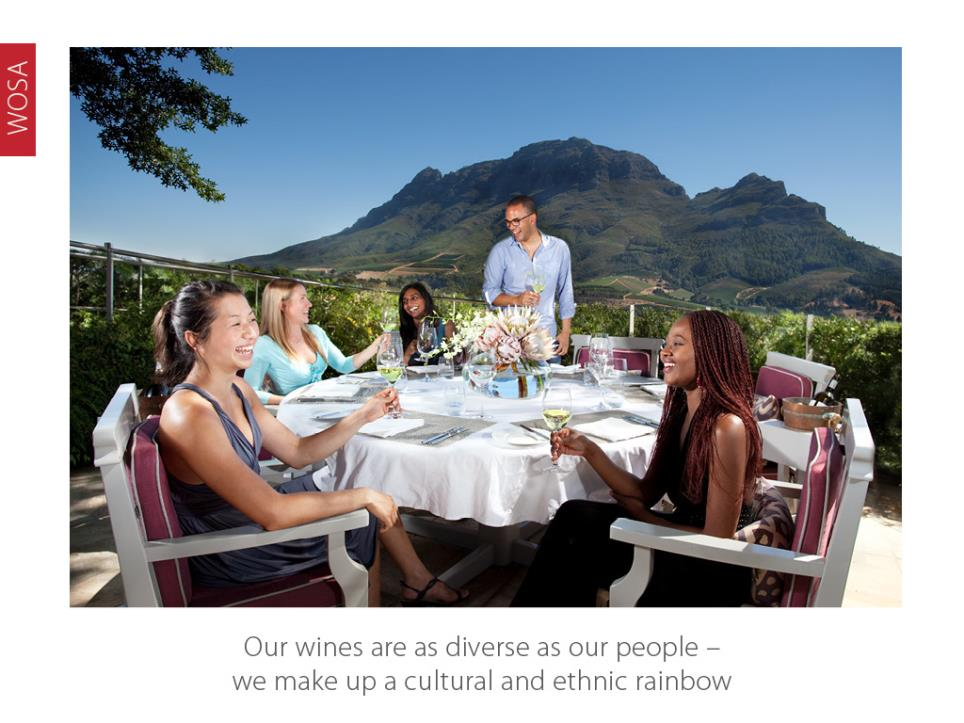 WOSA
Our wines are as diverse as our people –
we make up a cultural and ethnic rainbow